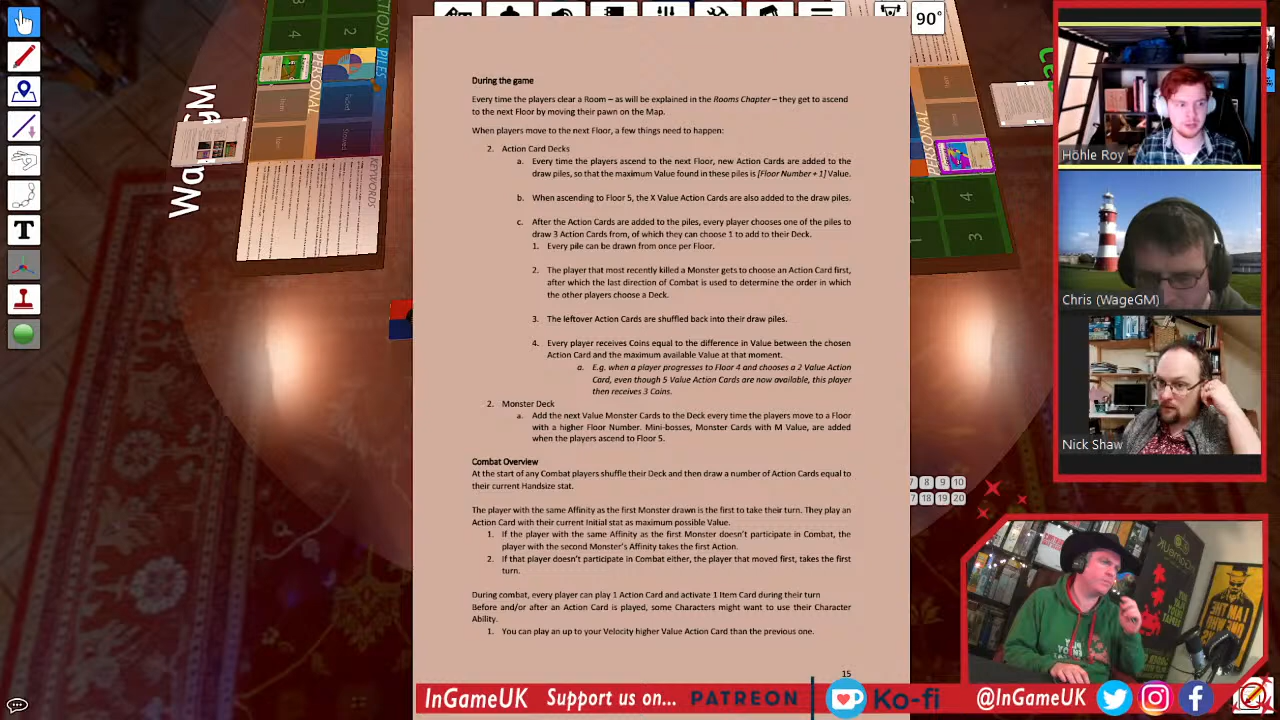 During the game
Every time the players clear a Room – as will be explained in the Rooms Chapter – they get to ascend
to the next Floor by moving their pawn on the Map.
When players move to the next Floor, a few things need to happen:
2. Action Card Decks
a. Every time the players ascend to the next Floor, new Action Cards are added to the
draw piles, so that the maximum Value found in these piles is [Floor Number + 1] Value.
b. When ascending to Floor 5, the X Value Action Cards are also added to the draw piles.
c. After the Action Cards are added to the piles, every player chooses one of the piles to
draw 3 Action Cards from, of which they can choose 1 to add to their Deck.
1. Every pile can be drawn from once per Floor.
2. The player that most recently killed a Monster gets to choose an Action Card first,
after which the last direction of Combat is used to determine the order in which
the other players choose a Deck.
3. The leftover Action Cards are shuffled back into their draw piles.
4. Every player receives Coins equal to the difference in Value between the chosen
Action Card and the maximum available Value at that moment.
a. E.g. when a player progresses to Floor 4 and chooses a 2 Value Action
Card, even though 5 Value Action Cards are now available, this player
then receives 3 Coins.
2. Monster Deck
a. Add the next Value Monster Cards to the Deck every time the players move to a Floor
with a higher Floor Number. Mini-bosses, Monster Cards with M Value, are added
when the players ascend to Floor 5.
Combat Overview
At the start of any Combat players shuffle their Deck and then draw a number of Action Cards equal to
their current Handsize stat.
The player with the same Affinity as the first Monster drawn is the first to take their turn. They play an
Action Card with their current Initial stat as maximum possible Value.
1. If the player with the same Affinity as the first Monster doesn't participate in Combat, the
player with the second Monster's Affinity takes the first Action.
2. If that player doesn't participate in Combat either, the player that moved first, takes the first
turn.
During combat, every player can play 1 Action Card and activate 1 Item Card during their turn
Before and/or after an Action Card is played, some Characters might want to use their Character
Ability.
1. You can play an up to your Velocity higher Value Action Card than the previous one.
15
90°
T
PILES
PERSONAL
KEYWORDS
4
2
PERSONAL
4
3
7 8 9 10
17 18 19 20
Hohle Roy
Chris (WageGM)
Nick Shaw
InGameUK Support us on... PATREON Ko-fi @InGameUK